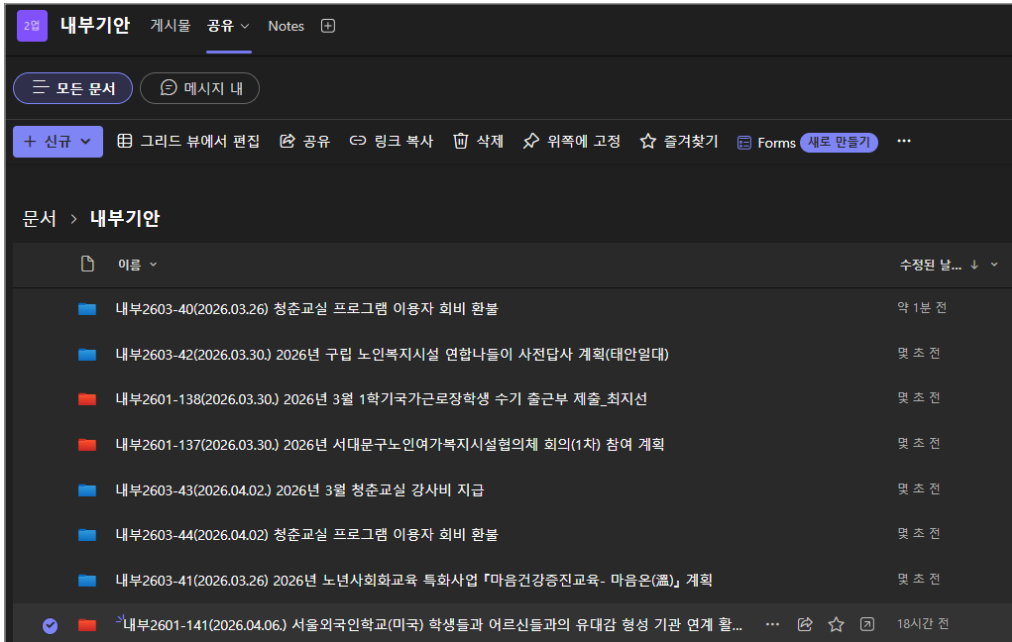 2업 내부기안 게시물 공유 Notes
모든 문서 메시지 내
+ 신규 그리드 뷰에서 편집 공유 링크 복사 삭제 위쪽에 고정 즐겨찾기 Forms 새로 만들기 ...
문서 > 내부기안
이름 수정된 날... ↓
내부2603-40(2026.03.26) 청춘교실 프로그램 이용자 회비 환불 약 1분 전
내부2603-42(2026.03.30.) 2026년 구립 노인복지시설 연합나들이 사전답사 계획(태안일대) 몇 초 전
내부2601-138(2026.03.30.) 2026년 3월 1학기국가근로장학생 수기 출근부 제출_최지선 몇 초 전
내부2601-137(2026.03.30.) 2026년 서대문구노인여가복지시설협의체 회의(1차) 참여 계획 몇 초 전
내부2603-43(2026.04.02.) 2026년 3월 청춘교실 강사비 지급 몇 초 전
내부2603-44(2026.04.02) 청춘교실 프로그램 이용자 회비 환불 몇 초 전
내부2603-41(2026.03.26) 2026년 노년사회화교육 특화사업 「마음건강증진교육- 마음온(溫)」 계획 몇 초 전
내부2601-141(2026.04.06.) 서울외국인학교(미국) 학생들과 어르신들과의 유대감 형성 기관 연계 활... ... 18시간 전